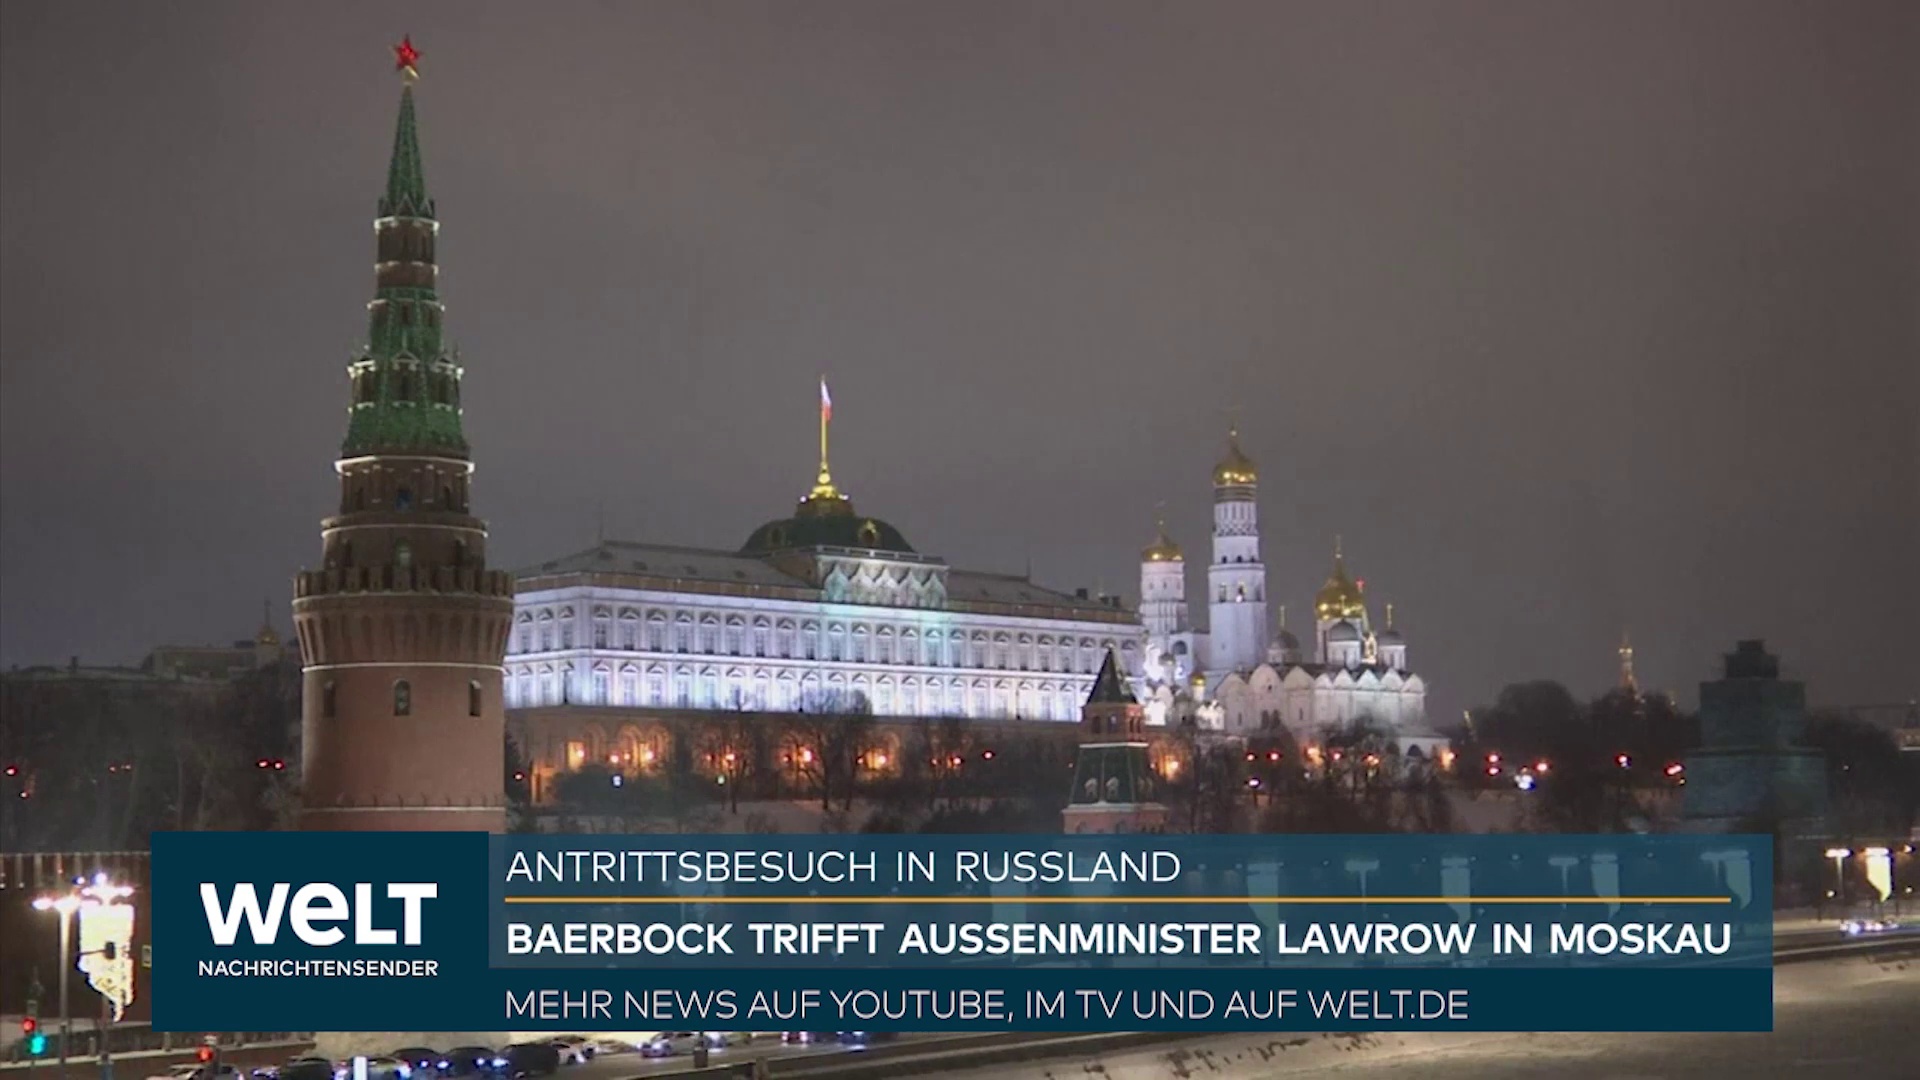 ANTRITTSBESUCH IN RUSSLAND
BAERBOCK TRIFFT AUSSENMINISTER LAWROW IN MOSKAU
MEHR NEWS AUF YOUTUBE, IM TV UND AUF WELT.DE
WELT
NACHRICHTENSENDER